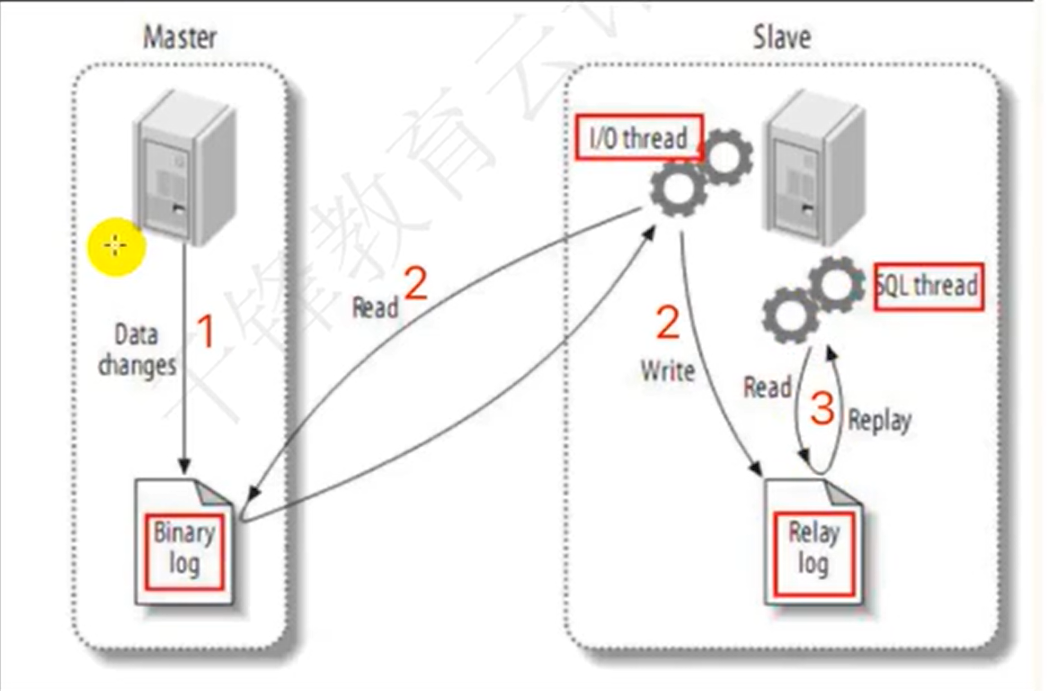 Master
Slave
I/O thread
SQL thread
Data
changes
1
Read
2
2
Write
Read
3
Replay
Binary
log
Relay
log
千锋教育云